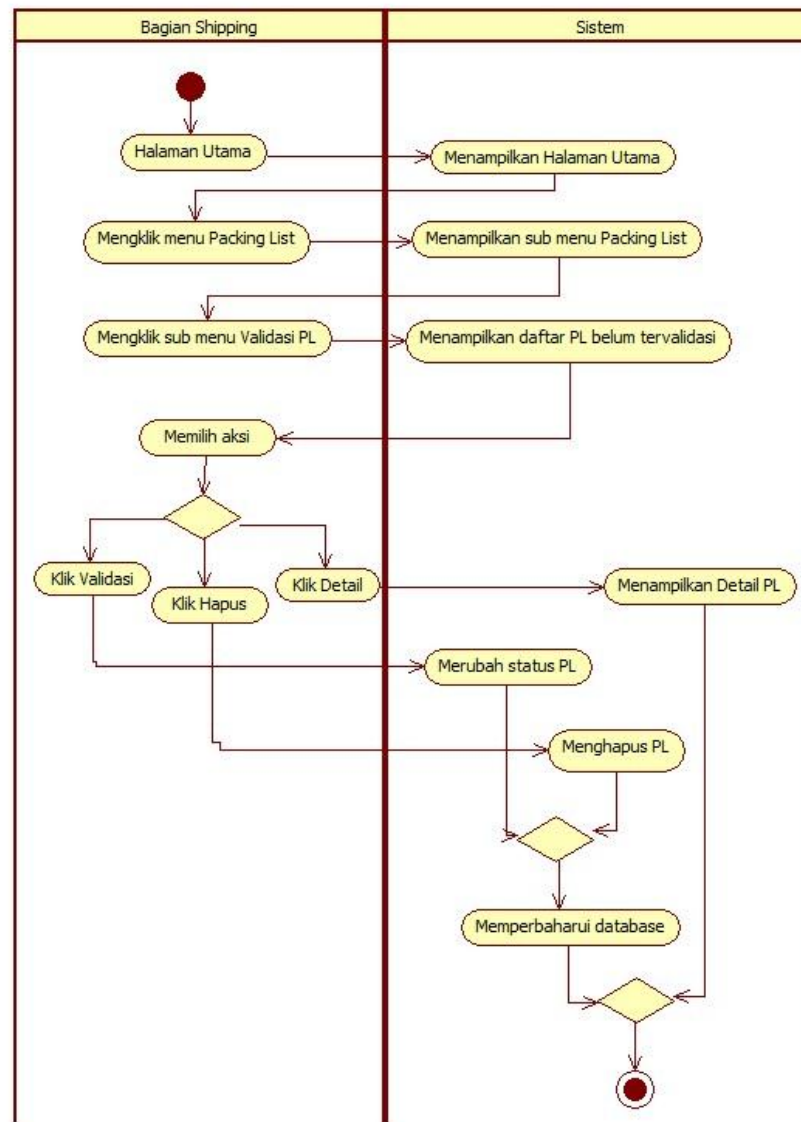 Bagian Shipping
Sistem
Halaman Utama
Menampilkan Halaman Utama
Mengklik menu Packing List
Menampilkan sub menu Packing List
Mengklik sub menu Validasi PL
Menampilkan daftar PL belum tervalidasi
Memilih aksi
Klik Validasi
Klik Hapus
Klik Detail
Menampilkan Detail PL
Merubah status PL
Menghapus PL
Memperbaharui database